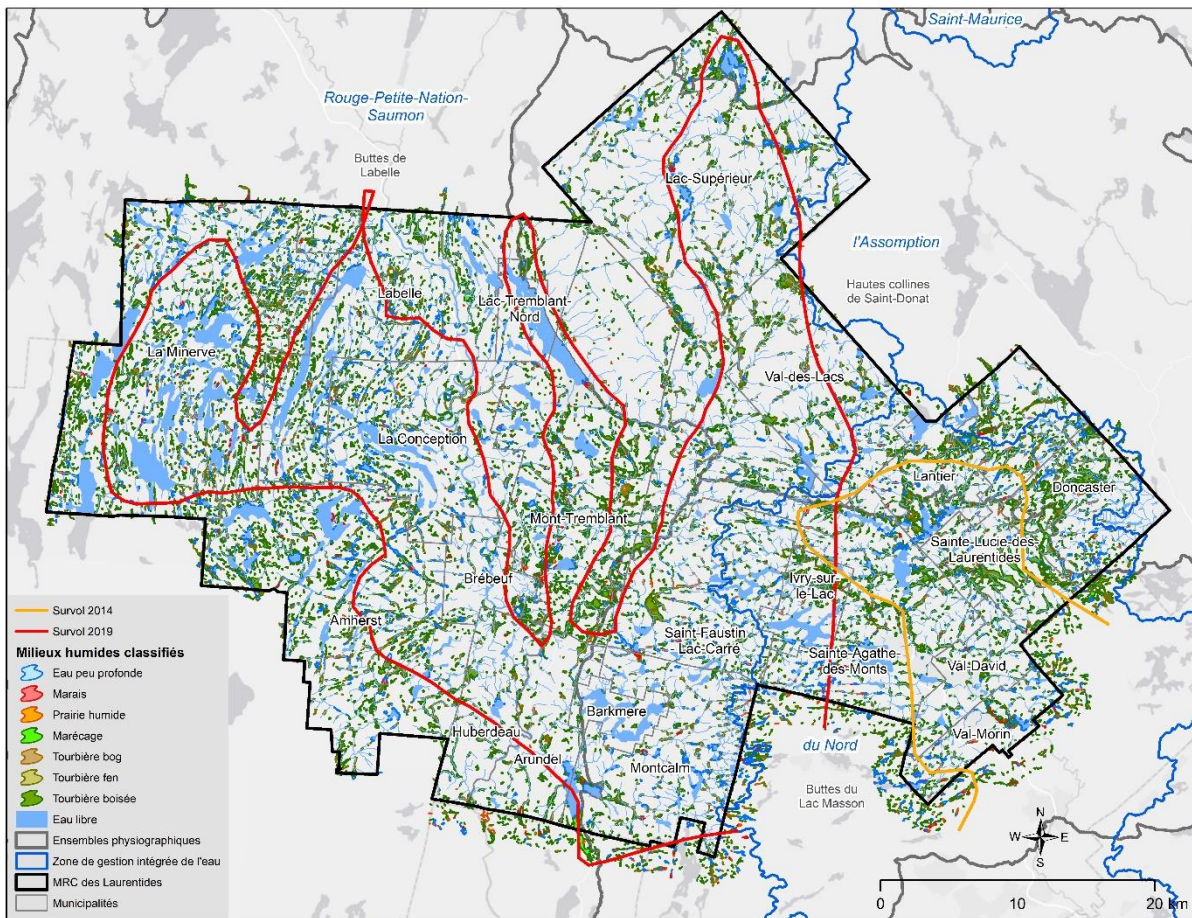 Saint-Maurice
Rouge-Petite-Nation-
Saumon
Buttes de
Labelle
Lac-Supérieur
l'Assomption
Hautes collines
de Saint-Donat
Labelle
Lac-Tremblant-
Nord
La Minerve
Val-des-Lacs
La Conception
Lantier
Doncaster
Mont-Tremblant
Sainte-Lucie-des-
Laurentides
Brébeuf
Ivry-sur-
le-Lac
Amherst
Saint-Faustin
-Lac-Carré
Sainte-Agathe-
des-Monts
Val-David
Barkmere
Huberdeau
Val-Morin
Arundel
du Nord
Montcalm
Buttes du
Lac Masson
Survol 2014
Survol 2019
Milieux humides classifiés
Eau peu profonde
Marais
Prairie humide
Marécage
Tourbière bog
Tourbière fen
Tourbière boisée
Eau libre
Ensembles physiographiques
Zone de gestion intégrée de l'eau
MRC des Laurentides
Municipalités
N
W E
S
0 10 20 km